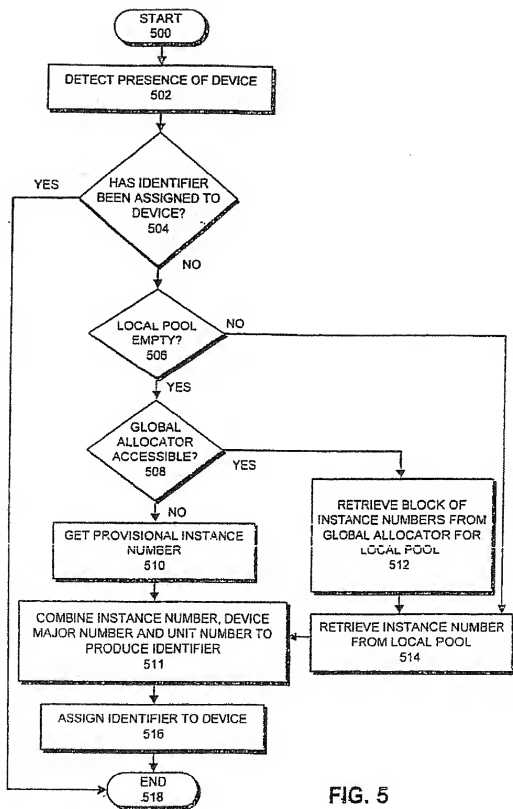 START
500
DETECT PRESENCE OF DEVICE
502
YES
HAS IDENTIFIER
BEEN ASSIGNED TO
DEVICE?
504
NO
LOCAL POOL
EMPTY?
506
NO
YES
GLOBAL
ALLOCATOR
ACCESSIBLE?
508
YES
NO
RETRIEVE BLOCK OF
INSTANCE NUMBERS FROM
GLOBAL ALLOCATOR FOR
LOCAL POOL
512
GET PROVISIONAL INSTANCE
NUMBER
510
COMBINE INSTANCE NUMBER, DEVICE
MAJOR NUMBER AND UNIT NUMBER TO
PRODUCE IDENTIFIER
511
RETRIEVE INSTANCE NUMBER
FROM LOCAL POOL
514
ASSIGN IDENTIFIER TO DEVICE
516
END
518
FIG. 5